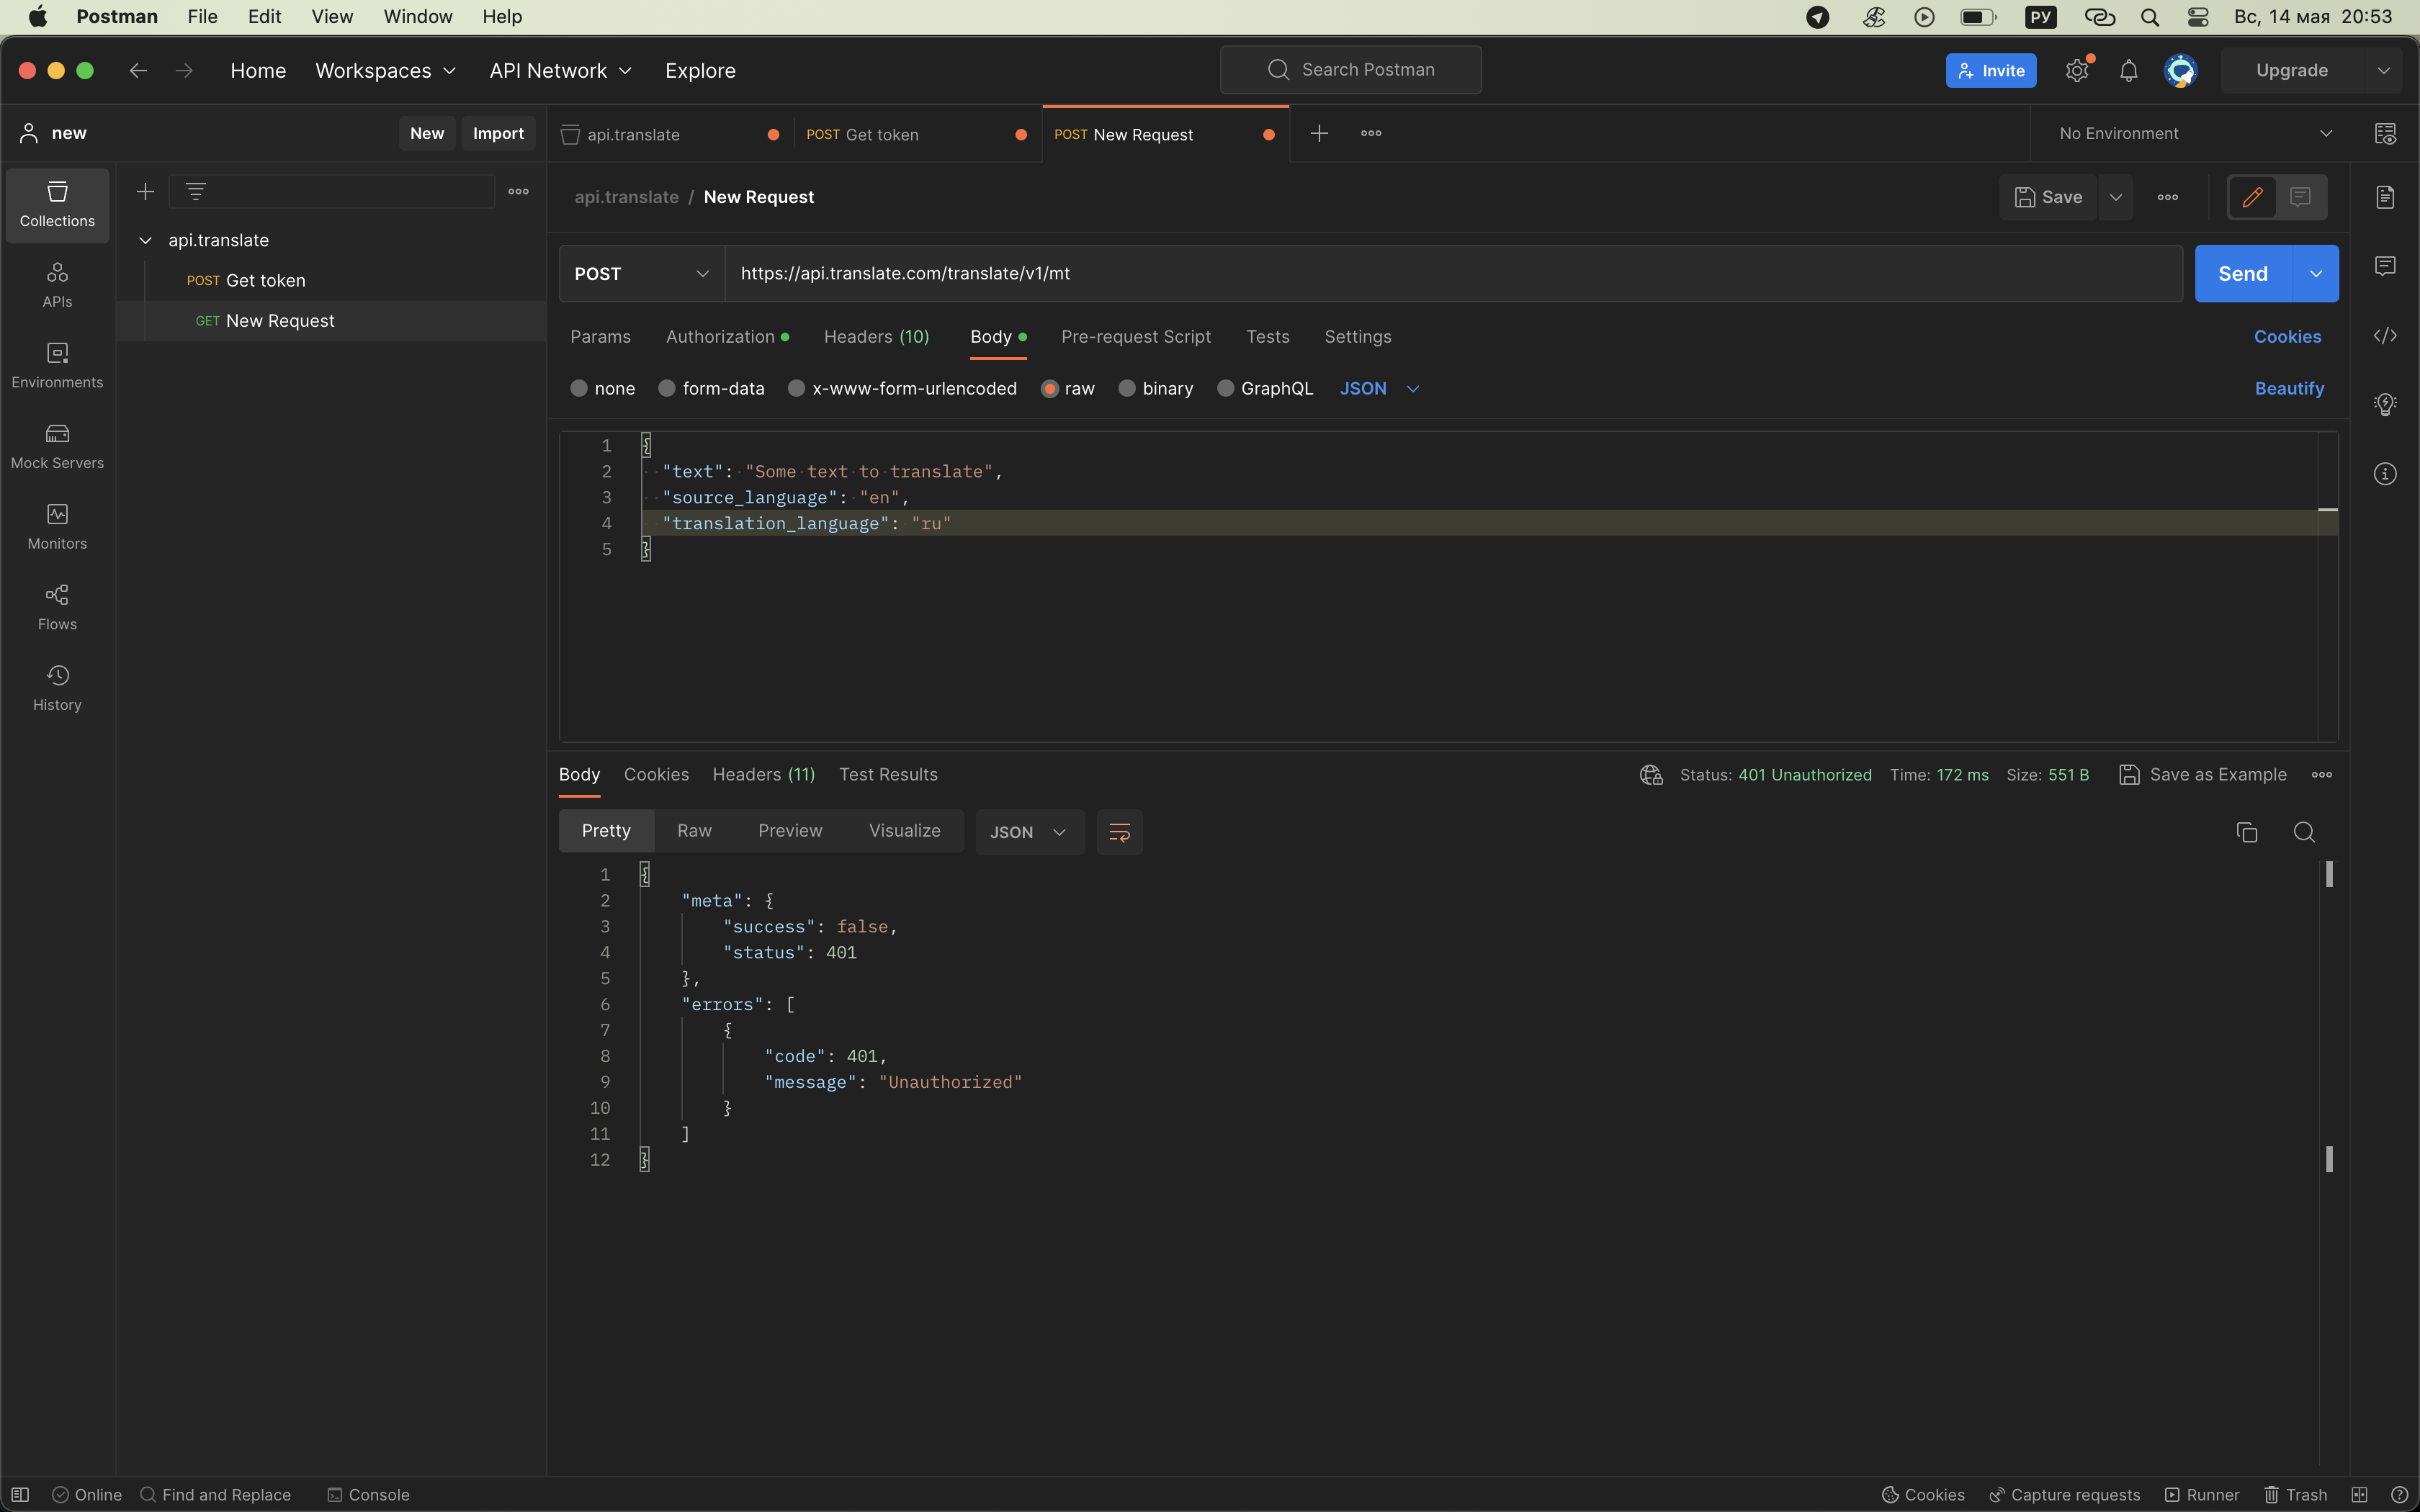 Postman File Edit View Window Help РУ Вс, 14 мая 20:53
Home Workspaces API Network Explore Search Postman Invite Upgrade
new New Import api.translate POST Get token POST New Request No Environment
Collections
api.translate / New Request Save
api.translate
POST Get token
GET New Request
APIs
Environments
Mock Servers
Monitors
Flows
History
POST https://api.translate.com/translate/v1/mt Send
Params Authorization Headers (10) Body Pre-request Script Tests Settings Cookies
none form-data x-www-form-urlencoded raw binary GraphQL JSON Beautify
1 {
2 "text": "Some text to translate",
3 "source_language": "en",
4 "translation_language": "ru"
5 }
Body Cookies Headers (11) Test Results Status: 401 Unauthorized Time: 172 ms Size: 551 B Save as Example
Pretty Raw Preview Visualize JSON
1 {
2 "meta": {
3 "success": false,
4 "status": 401
5 },
6 "errors": [
7 {
8 "code": 401,
9 "message": "Unauthorized"
10 }
11 ]
12 }
Online Find and Replace Console Cookies Capture requests Runner Trash